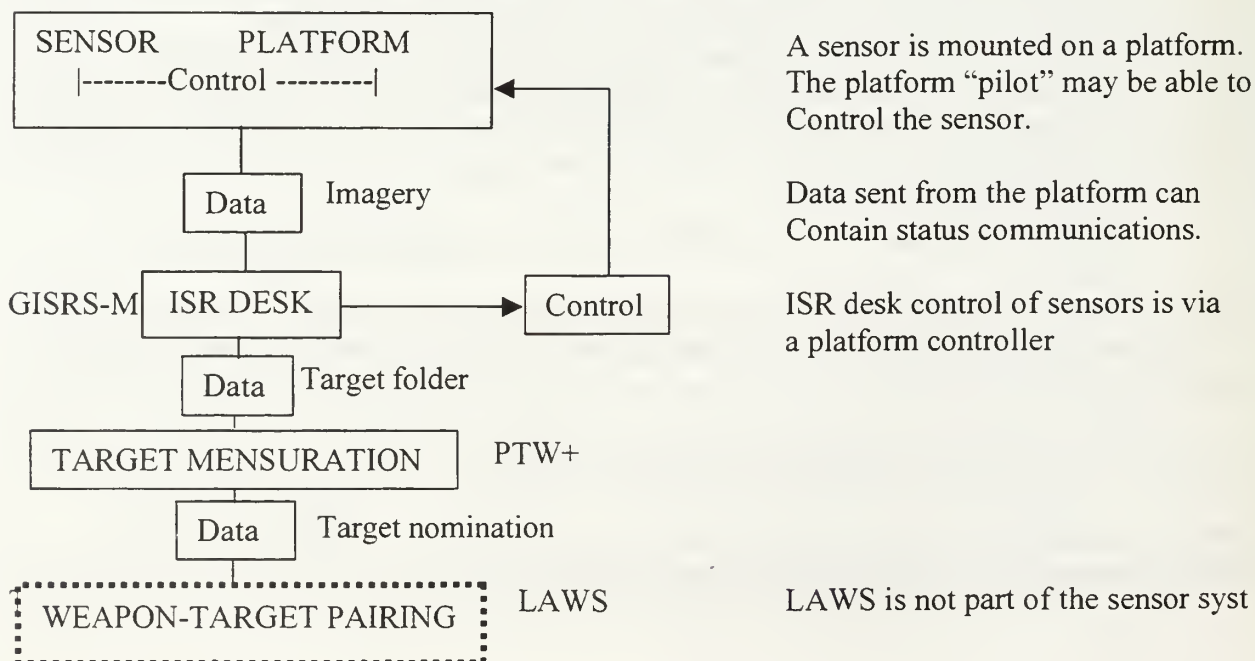 SENSOR PLATFORM
|--------Control ---------|
A sensor is mounted on a platform.
The platform “pilot” may be able to
Control the sensor.
Data Imagery
Data sent from the platform can
Contain status communications.
GISRS-M ISR DESK Control
ISR desk control of sensors is via
a platform controller
Data Target folder
TARGET MENSURATION PTW+
Data Target nomination
WEAPON-TARGET PAIRING LAWS
LAWS is not part of the sensor syst